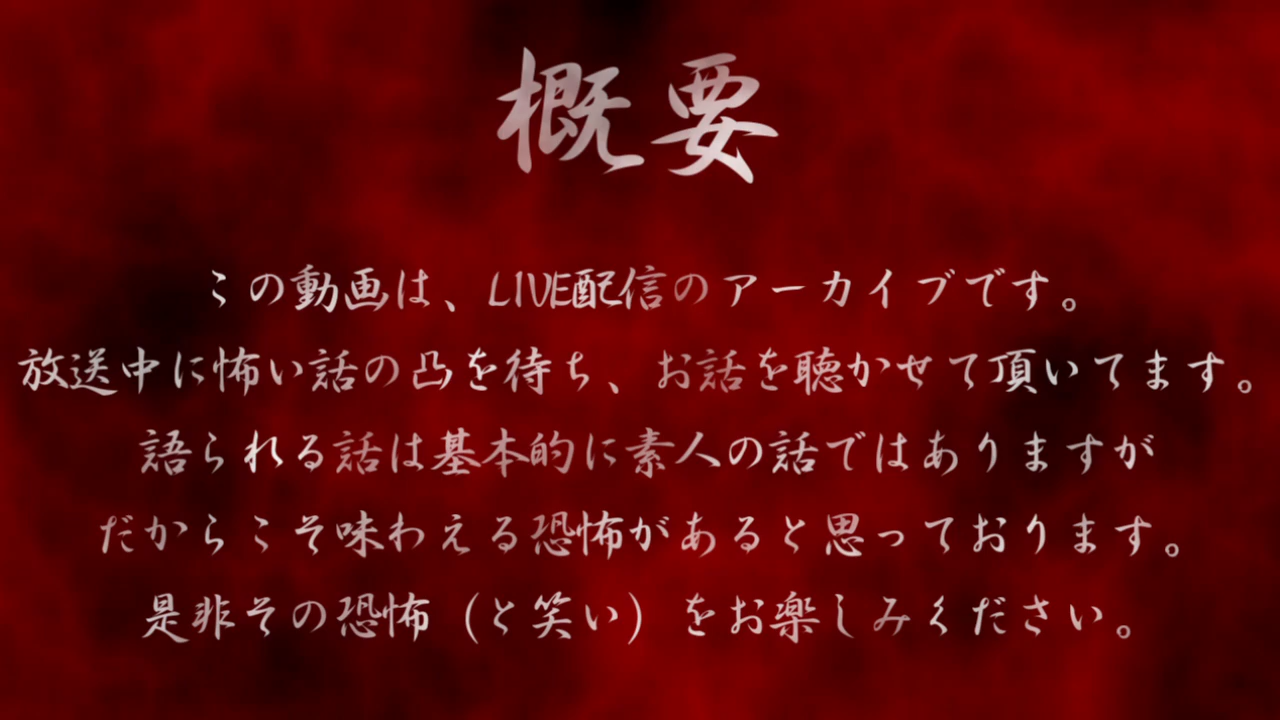 概要
この動画は、LIVE配信のアーカイブです。
放送中に怖い話の凸を待ち、お話を聴かせて頂いてます。
語られる話は基本的に素人の話ではありますが
だからこそ味わえる恐怖があると思っております。
是非その恐怖（と笑い）をお楽しみください。